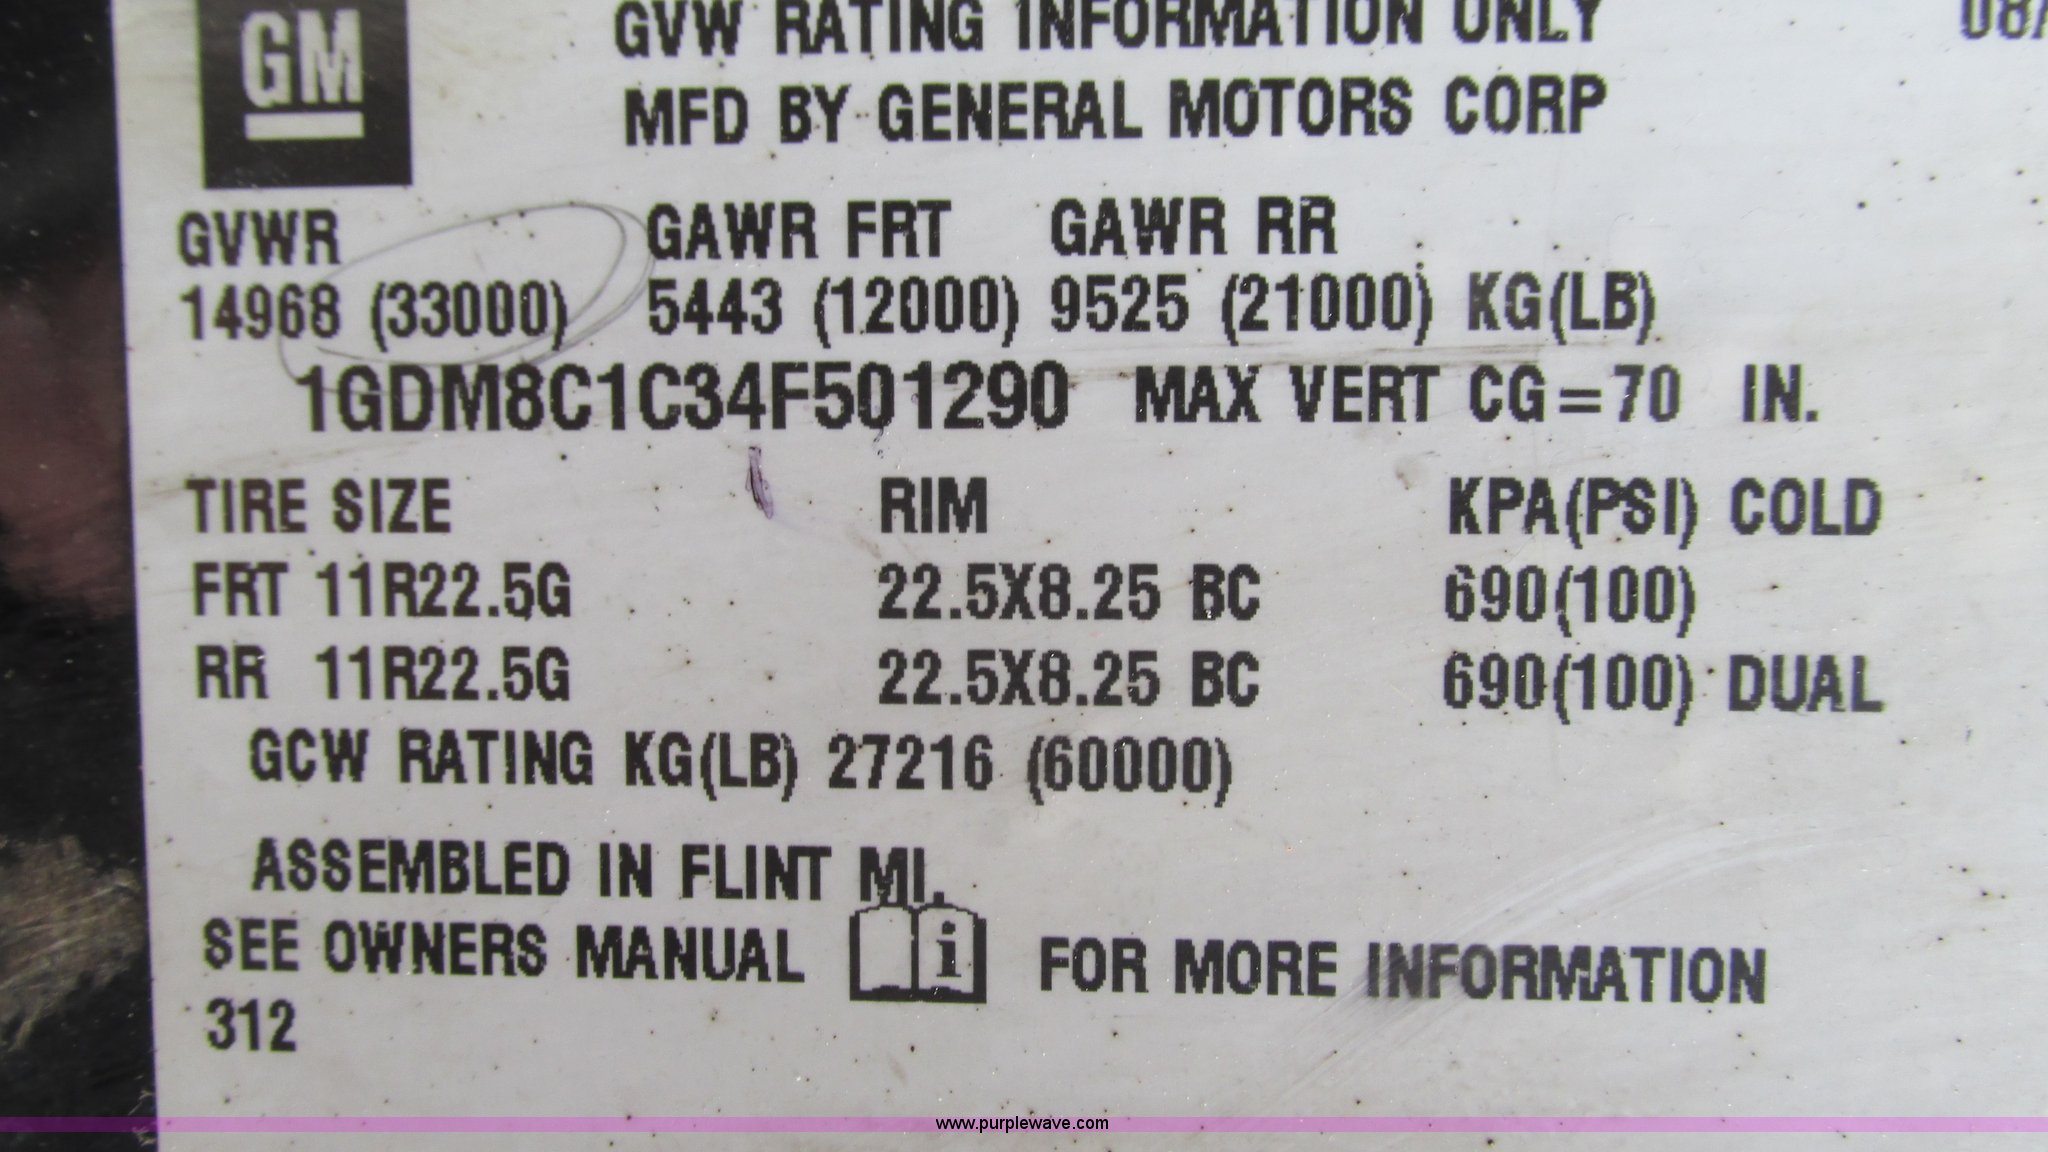 GM
GVW RATING INFORMATION ONLY
MFD BY GENERAL MOTORS CORP
GVWR GAWR FRT GAWR RR
14968 (33000) 5443 (12000) 9525 (21000) KG(LB)
1GDM8C1C34F501290 MAX VERT CG=70 IN.
TIRE SIZE RIM KPA(PSI) COLD
FRT 11R22.5G 22.5X8.25 BC 690(100)
RR 11R22.5G 22.5X8.25 BC 690(100) DUAL
GCW RATING KG(LB) 27216 (60000)
ASSEMBLED IN FLINT MI.
SEE OWNERS MANUAL i FOR MORE INFORMATION
312
www.purplewave.com